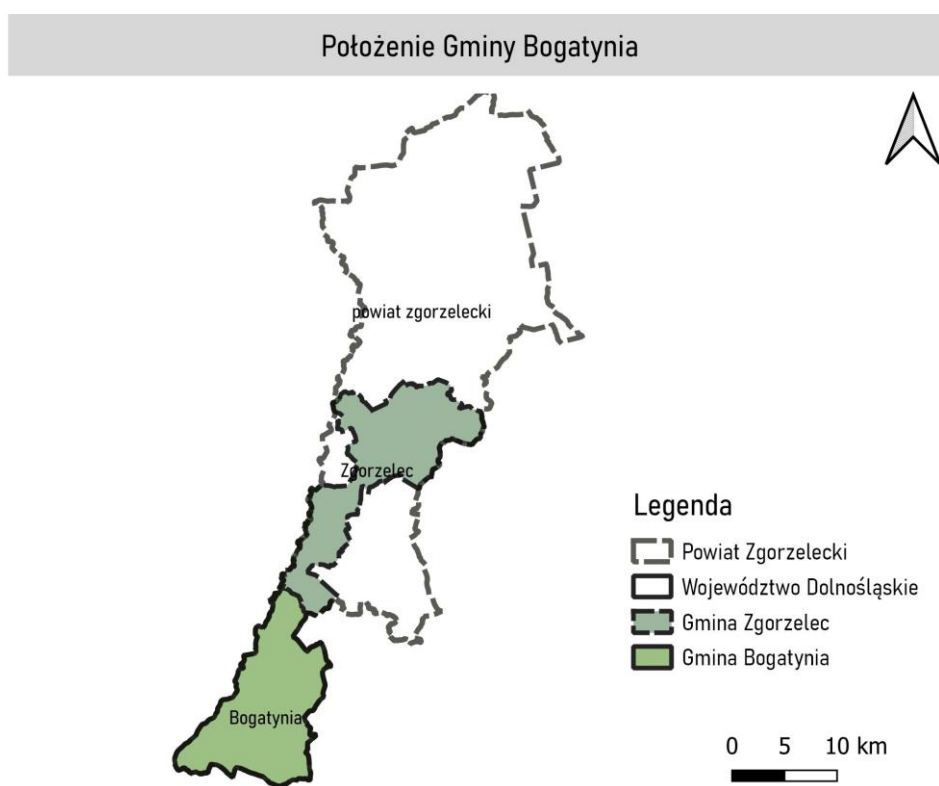 Położenie Gminy Bogatynia
powiat zgorzelecki
Zgorzelec
Bogatynia
Legenda
Powiat Zgorzelecki
Województwo Dolnośląskie
Gmina Zgorzelec
Gmina Bogatynia
0 5 10 km